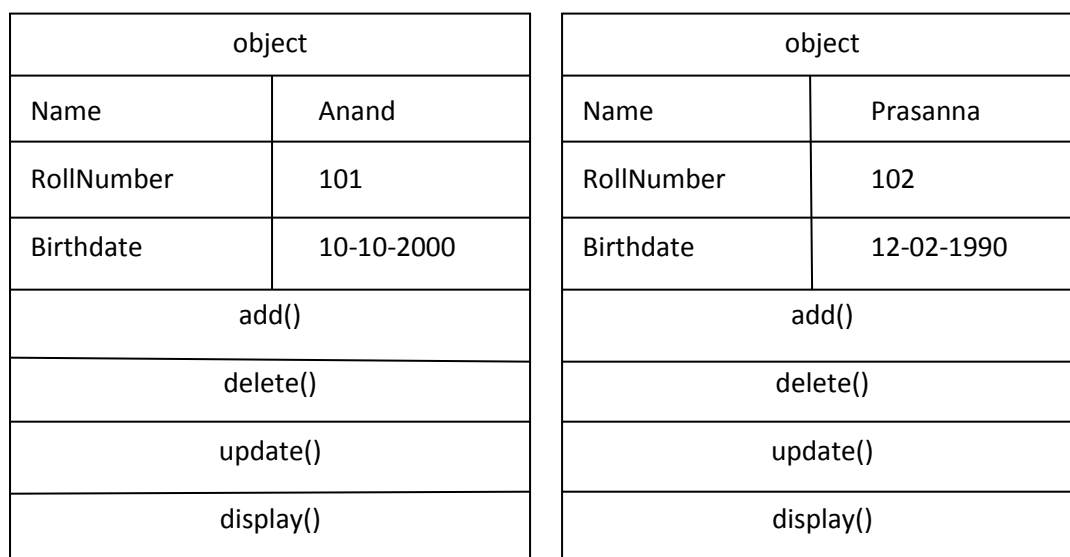 object
Name Anand
RollNumber 101
Birthdate 10-10-2000
add()
delete()
update()
display()
object
Name Prasanna
RollNumber 102
Birthdate 12-02-1990
add()
delete()
update()
display()